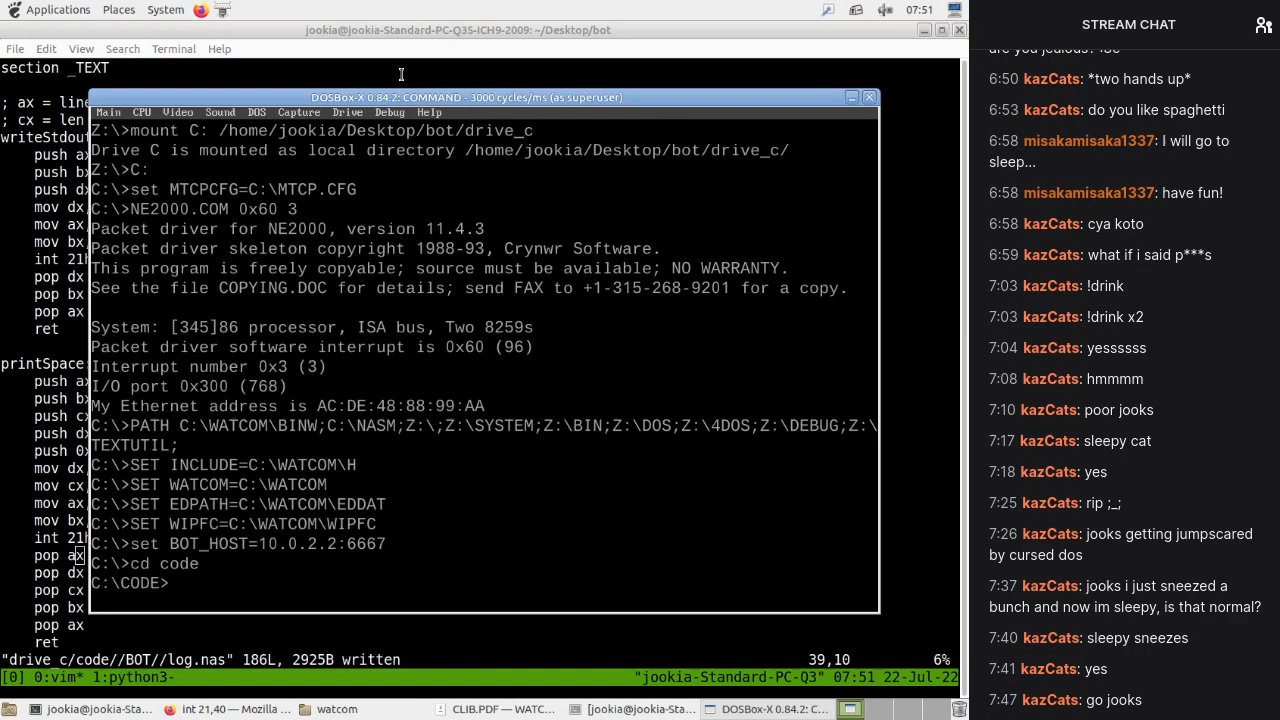 Applications Places System 07:51
jookia@jookia-Standard-PC-Q35-ICH9-2009: ~/Desktop/bot
File Edit View Search Terminal Help
section _TEXT
; ax = line
; cx = len
writeStdout
push ax
push bx
push dx
mov dx,
mov ax,
mov bx,
int 21h
pop dx
pop bx
pop ax
ret
printSpace
push ax
push bx
push cx
push dx
push 0x
mov dx,
mov cx,
mov ax,
mov bx,
int 21h
pop ax
pop dx
pop cx
pop bx
pop ax
ret
"drive_c/code//BOT//log.nas" 186L, 2925B written 39,10 6%
[0] 0:vim* 1:python3- "jookia-Standard-PC-Q3" 07:51 22-Jul-22
DOSBox-X 0.84.2: COMMAND - 3000 cycles/ms (as superuser)
Main CPU Video Sound DOS Capture Drive Debug Help
Z:\>mount C: /home/jookia/Desktop/bot/drive_c
Drive C is mounted as local directory /home/jookia/Desktop/bot/drive_c/
Z:\>C:
C:\>set MTCPCFG=C:\MTCP.CFG
C:\>NE2000.COM 0x60 3
Packet driver for NE2000, version 11.4.3
Packet driver skeleton copyright 1988-93, Crynwr Software.
This program is freely copyable; source must be available; NO WARRANTY.
See the file COPYING.DOC for details; send FAX to +1-315-268-9201 for a copy.
System: [345]86 processor, ISA bus, Two 8259s
Packet driver software interrupt is 0x60 (96)
Interrupt number 0x3 (3)
I/O port 0x300 (768)
My Ethernet address is AC:DE:48:88:99:AA
C:\>PATH C:\WATCOM\BINW;C:\NASM;Z:\;Z:\SYSTEM;Z:\BIN;Z:\DOS;Z:\4DOS;Z:\DEBUG;Z:\
TEXTUTIL;
C:\>SET INCLUDE=C:\WATCOM\H
C:\>SET WATCOM=C:\WATCOM
C:\>SET EDPATH=C:\WATCOM\EDDAT
C:\>SET WIPFC=C:\WATCOM\WIPFC
C:\>set BOT_HOST=10.0.2.2:6667
C:\>cd code
C:\CODE>
jookia@jookia-Sta... int 21,40 — Mozilla ... watcom CLIB.PDF — WATC... [jookia@jookia-Sta... DOSBox-X 0.84.2: C...
STREAM CHAT
are you jealous?
6:50 kazCats: *two hands up*
6:53 kazCats: do you like spaghetti
6:58 misakamisaka1337: I will go to
sleep...
6:58 misakamisaka1337: have fun!
6:58 kazCats: cya koto
6:59 kazCats: what if i said p***s
7:03 kazCats: !drink
7:03 kazCats: !drink x2
7:04 kazCats: yessssss
7:08 kazCats: hmmmm
7:10 kazCats: poor jooks
7:17 kazCats: sleepy cat
7:18 kazCats: yes
7:25 kazCats: rip ;_;
7:26 kazCats: jooks getting jumpscared
by cursed dos
7:37 kazCats: jooks i just sneezed a
bunch and now im sleepy, is that normal?
7:40 kazCats: sleepy sneezes
7:41 kazCats: yes
7:47 kazCats: go jooks